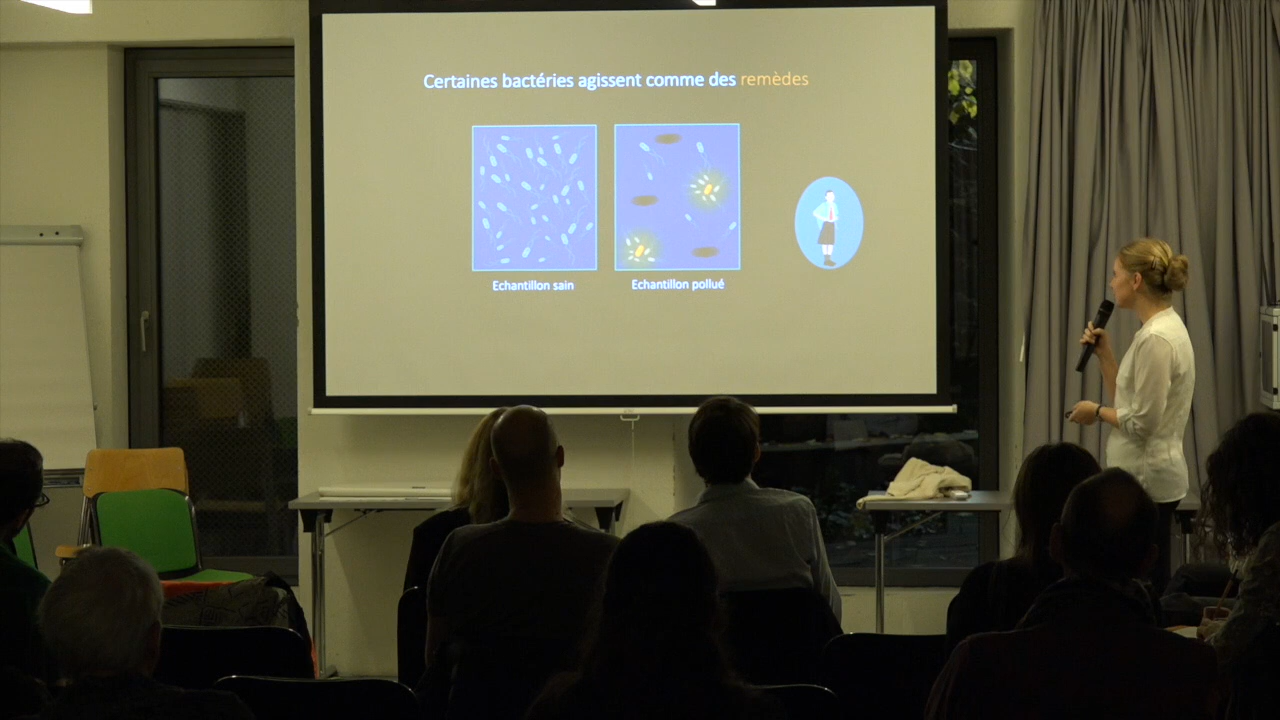 Certaines bactéries agissent comme des remèdes
Echantillon sain
Echantillon pollué